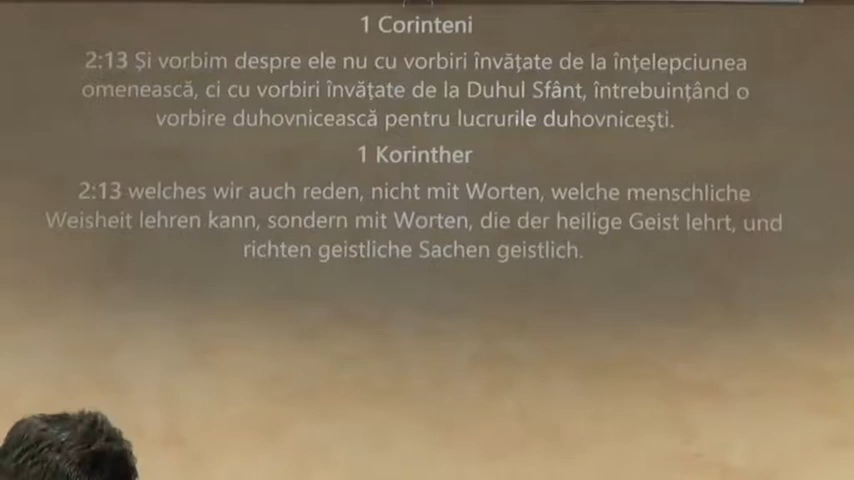 1 Corinteni
2:13 Și vorbim despre ele nu cu vorbiri învățate de la înțelepciunea
omenească, ci cu vorbiri învățate de la Duhul Sfânt, întrebuințând o
vorbire duhovnicească pentru lucrurile duhovnicești.
1 Korinther
2:13 welches wir auch reden, nicht mit Worten, welche menschliche
Weisheit lehren kann, sondern mit Worten, die der heilige Geist lehrt, und
richten geistliche Sachen geistlich.